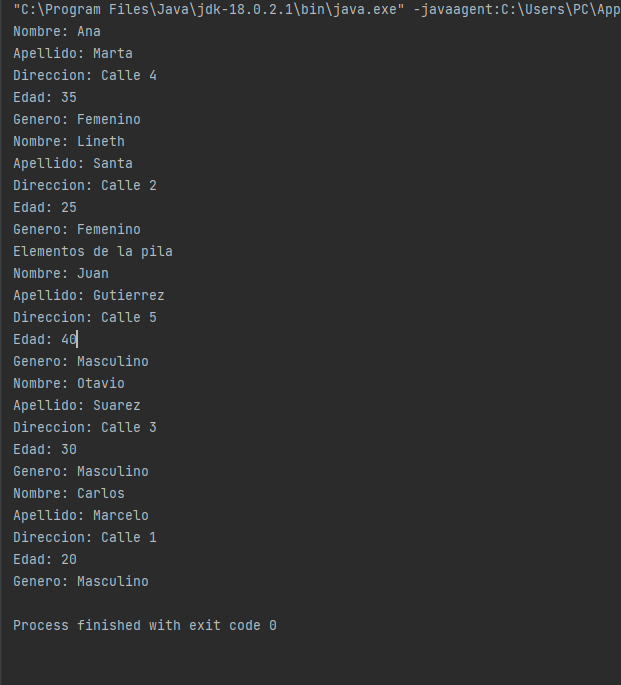 "C:\Program Files\Java\jdk-18.0.2.1\bin\java.exe" -javaagent:C:\Users\PC\App
Nombre: Ana
Apellido: Marta
Direccion: Calle 4
Edad: 35
Genero: Femenino
Nombre: Lineth
Apellido: Santa
Direccion: Calle 2
Edad: 25
Genero: Femenino
Elementos de la pila
Nombre: Juan
Apellido: Gutierrez
Direccion: Calle 5
Edad: 40
Genero: Masculino
Nombre: Otavio
Apellido: Suarez
Direccion: Calle 3
Edad: 30
Genero: Masculino
Nombre: Carlos
Apellido: Marcelo
Direccion: Calle 1
Edad: 20
Genero: Masculino
Process finished with exit code 0